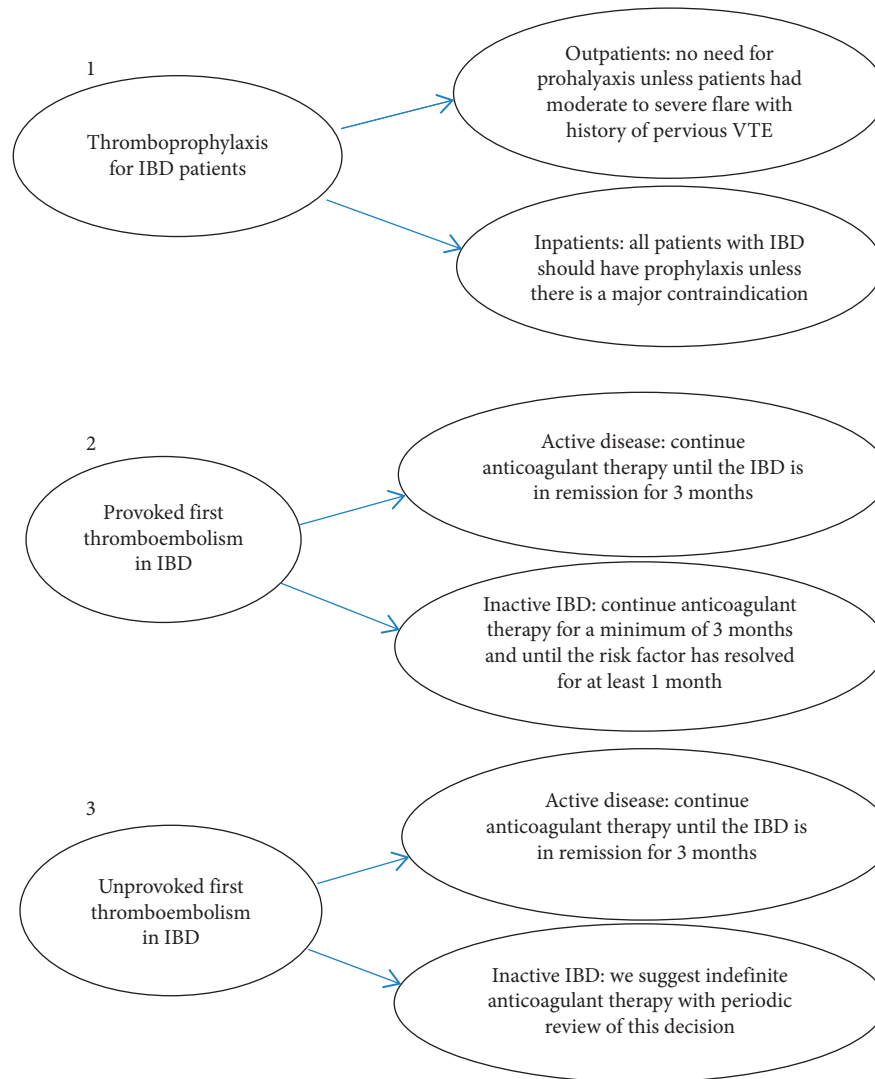 1
Thromboprophylaxis
for IBD patients
Outpatients: no need for
prohalyaxis unless patients had
moderate to severe flare with
history of pervious VTE
Inpatients: all patients with IBD
should have prophylaxis unless
there is a major contraindication
2
Provoked first
thromboembolism
in IBD
Active disease: continue
anticoagulant therapy until the IBD is
in remission for 3 months
Inactive IBD: continue anticoagulant
therapy for a minimum of 3 months
and until the risk factor has resolved
for at least 1 month
3
Unprovoked first
thromboembolism
in IBD
Active disease: continue
anticoagulant therapy until the IBD is
in remission for 3 months
Inactive IBD: we suggest indefinite
anticoagulant therapy with periodic
review of this decision